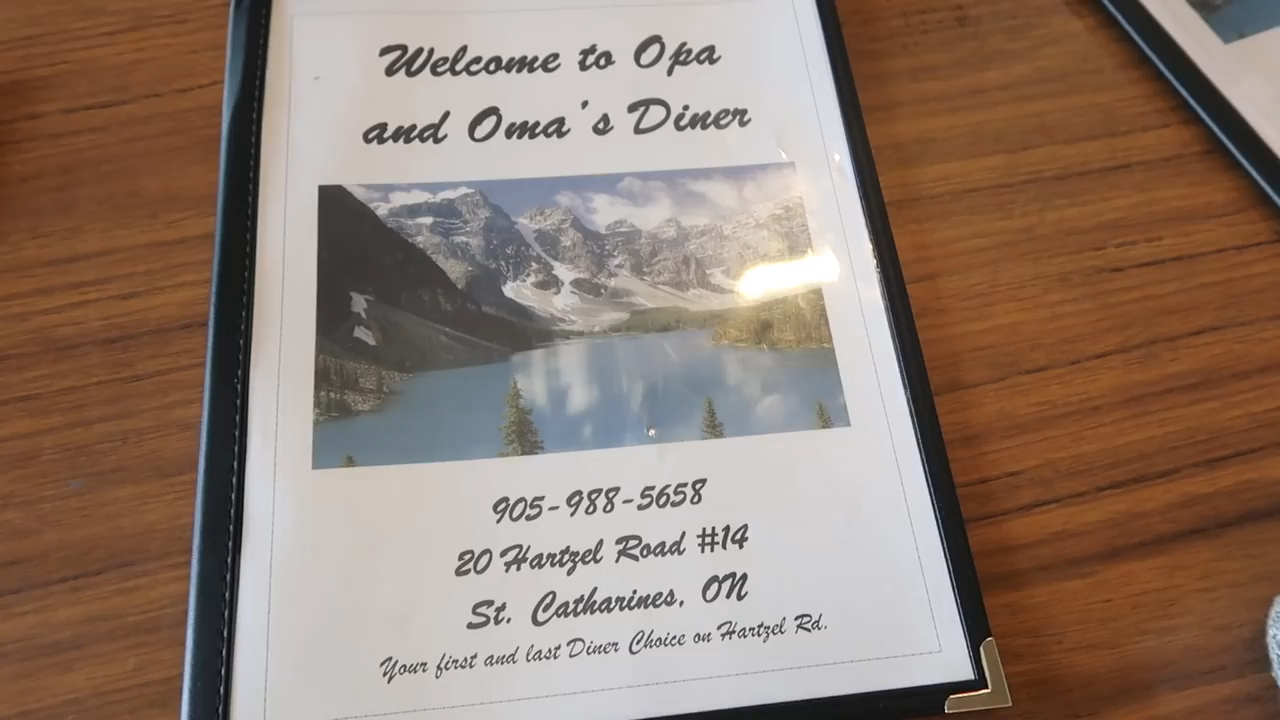 Welcome to Opa
and Oma's Diner
905-988-5658
20 Hartzel Road #14
St. Catharines, ON
Your first and last Diner Choice on Hartzel Rd.